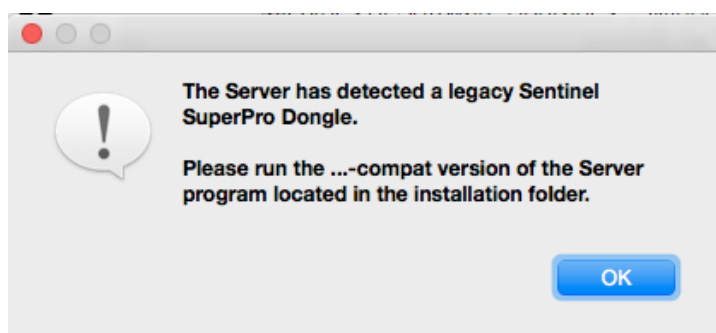 The Server has detected a legacy Sentinel
SuperPro Dongle.
Please run the ...-compat version of the Server
program located in the installation folder.
OK